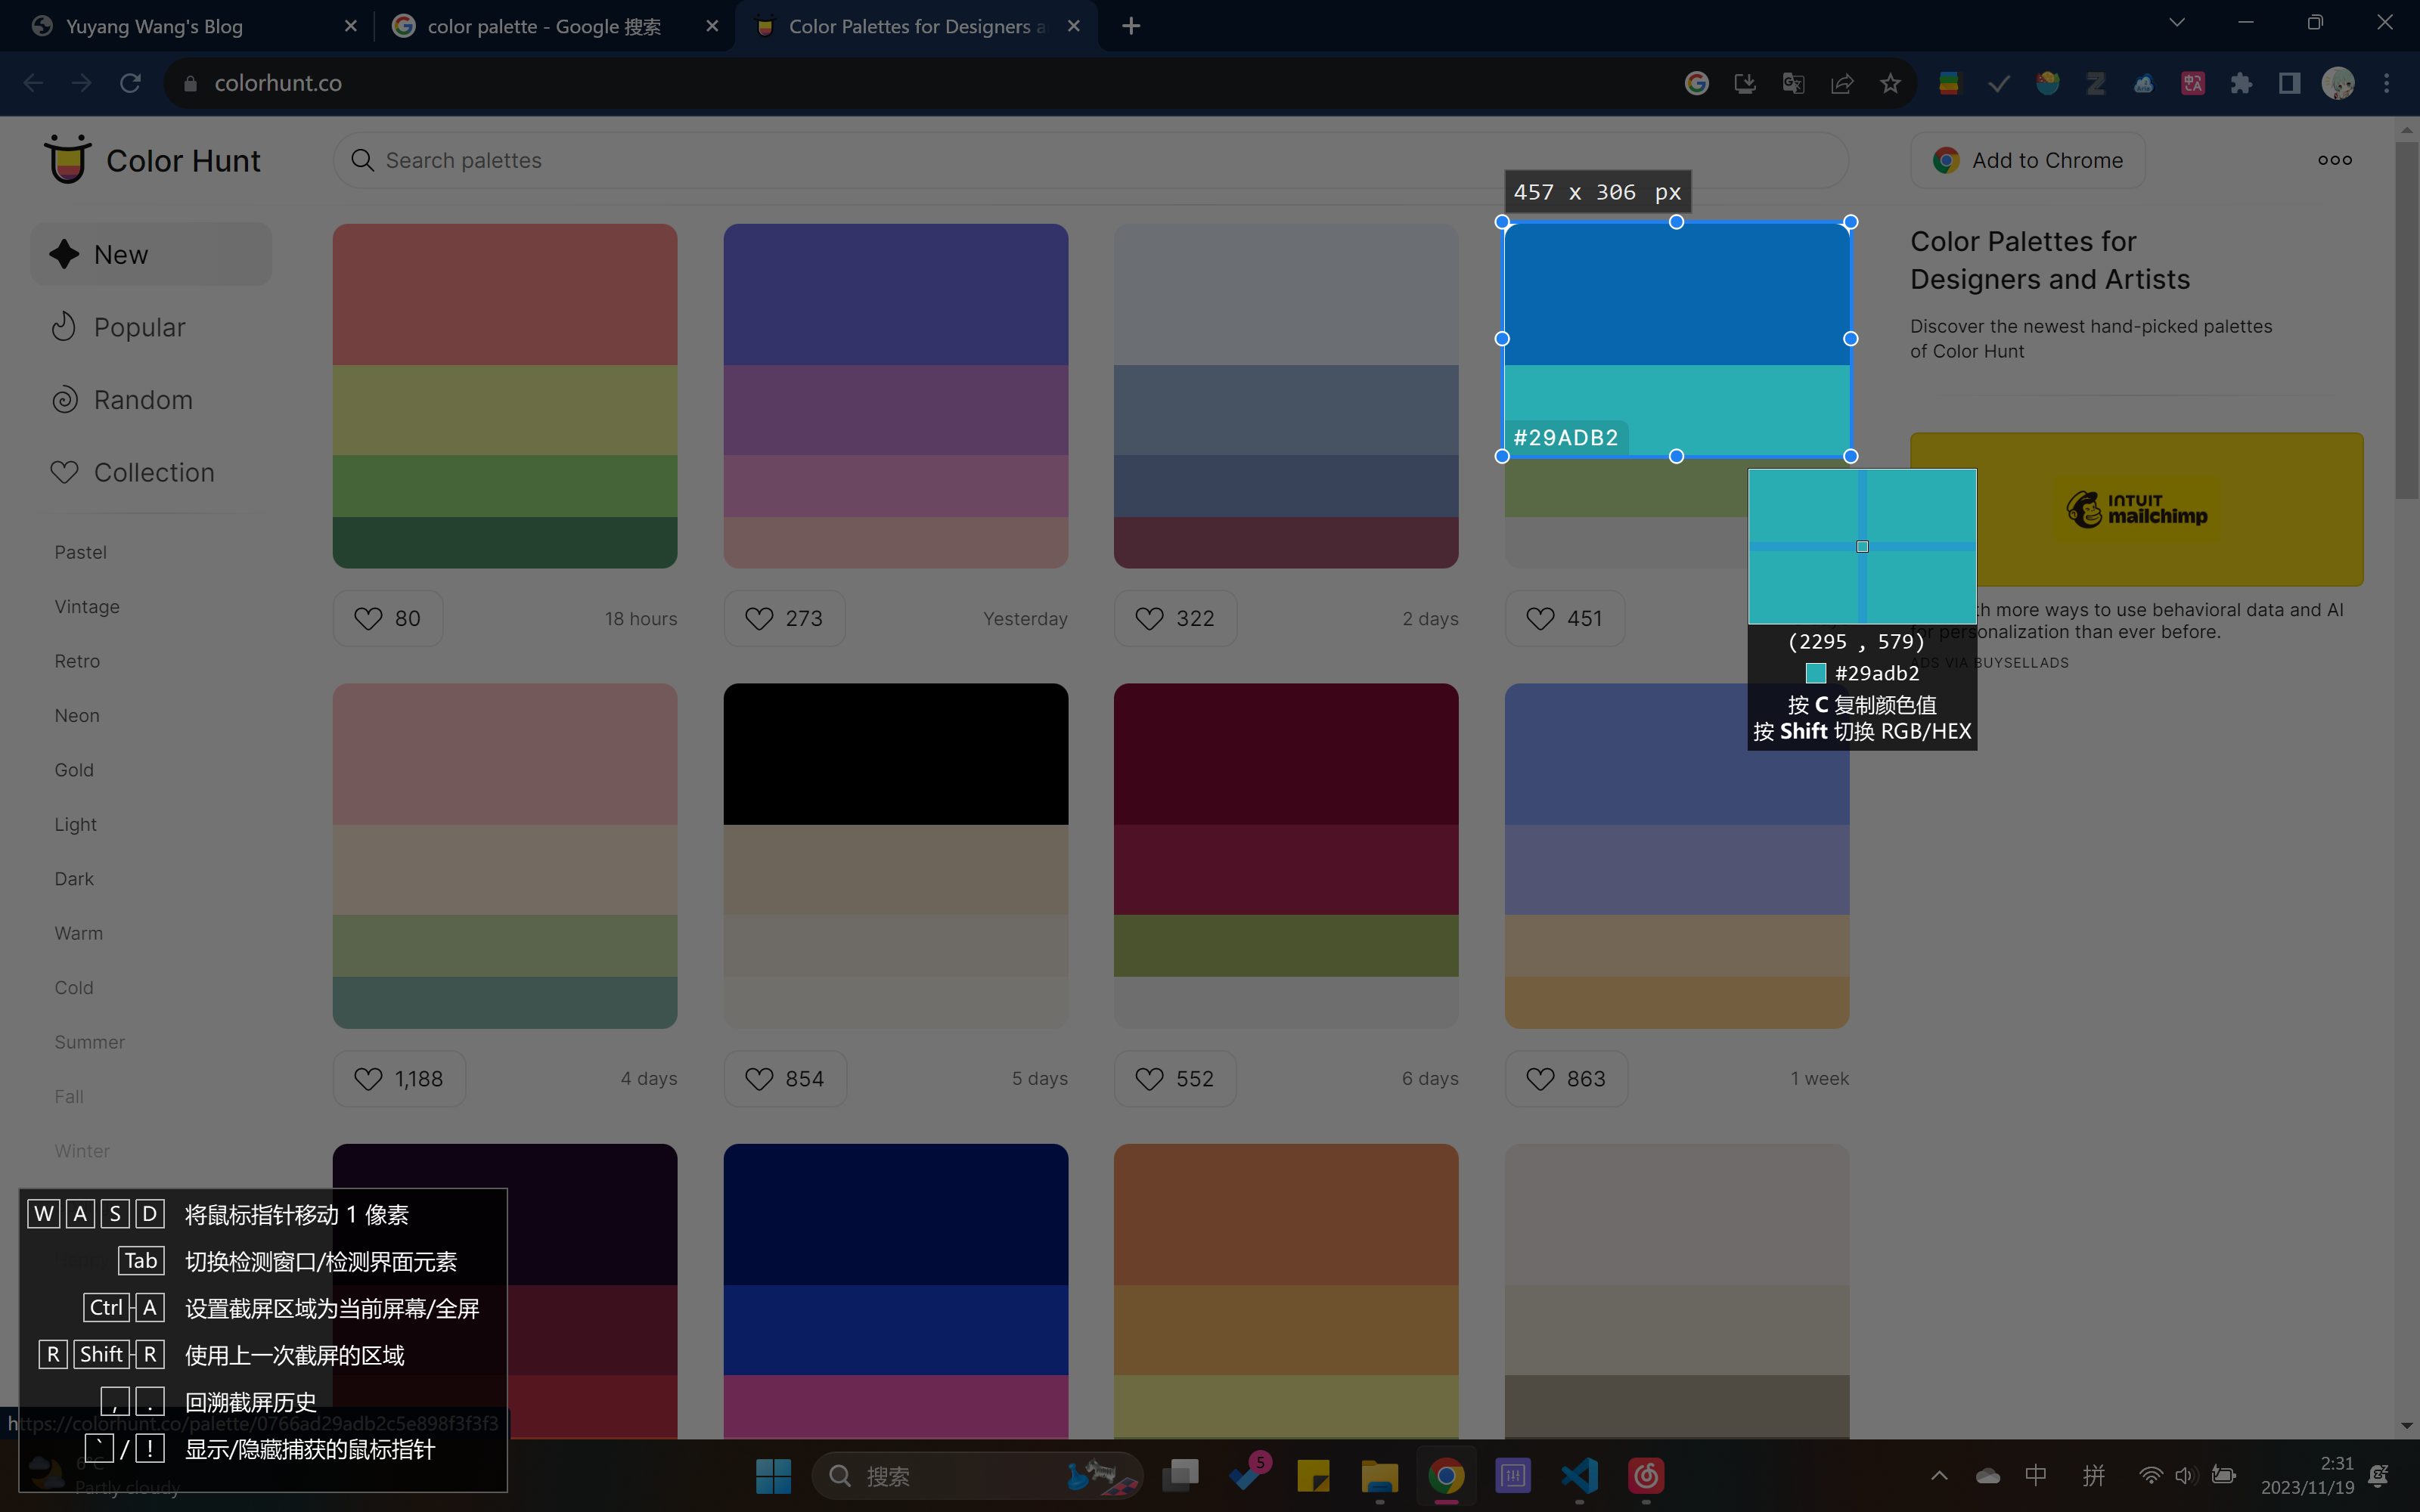 Yuyang Wang's Blog
color palette - Google 搜索
Color Palettes for Designers a
colorhunt.co
Color Hunt
Search palettes
Add to Chrome
457 x 306 px
New
Popular
Random
Collection
Pastel
Vintage
Retro
Neon
Gold
Light
Dark
Warm
Cold
Summer
Fall
Winter
#29ADB2
Color Palettes for
Designers and Artists
Discover the newest hand-picked palettes
of Color Hunt
INTUIT
mailchimp
h more ways to use behavioral data and AI
for personalization than ever before.
ADS VIA BUYSELLADS
(2295 , 579)
#29adb2
按 C 复制颜色值
按 Shift 切换 RGB/HEX
80
18 hours
273
Yesterday
322
2 days
451
1,188
4 days
854
5 days
552
6 days
863
1 week
W A S D 将鼠标指针移动 1 像素
Tab 切换检测窗口/检测界面元素
Ctrl A 设置截屏区域为当前屏幕/全屏
R Shift R 使用上一次截屏的区域
, . 回溯截屏历史
https://colorhunt.co/palette/0766ad29adb2c5e898f3f3f3
` / ! 显示/隐藏捕获的鼠标指针
6°C
Partly cloudy
搜索
5
中
拼
2:31
2023/11/19